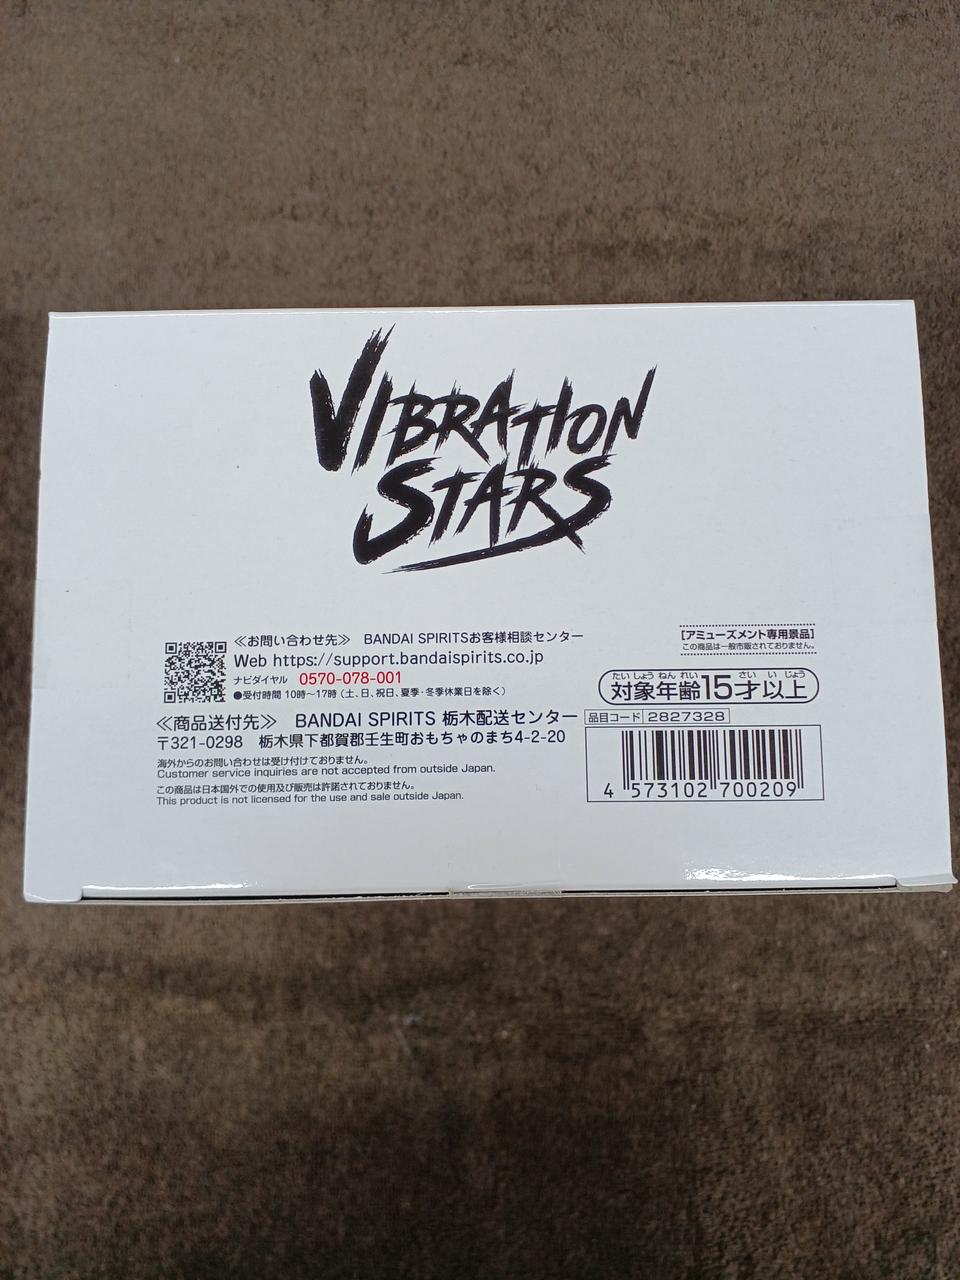 VIBRATION
STARS
≪お問い合わせ先≫ BANDAI SPIRITSお客様相談センター
Web https://support.bandaispirits.co.jp
ナビダイヤル 0570-078-001
●受付時間 10時〜17時(土、日、祝日、夏季・冬季休業日を除く)
≪商品送付先≫ BANDAI SPIRITS 栃木配送センター
〒321-0298 栃木県下都賀郡壬生町おもちゃのまち4-2-20
海外からのお問い合わせは受け付けておりません。
Customer service inquiries are not accepted from outside Japan.
この商品は日本国外での使用及び販売は許諾されておりません。
This product is not licensed for the use and sale outside Japan.
[アミューズメント専用景品]
この商品は一般市販されておりません。
たい しょう ねん れい さい い じょう
対象年齢15才以上
品目コード 2827328
4 573102 700209